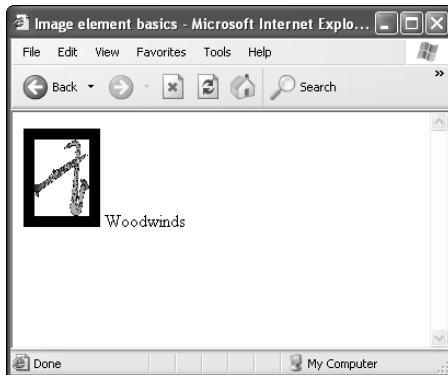 Image element basics - Microsoft Internet Explo...
File Edit View Favorites Tools Help
Back Search
Woodwinds
Done My Computer